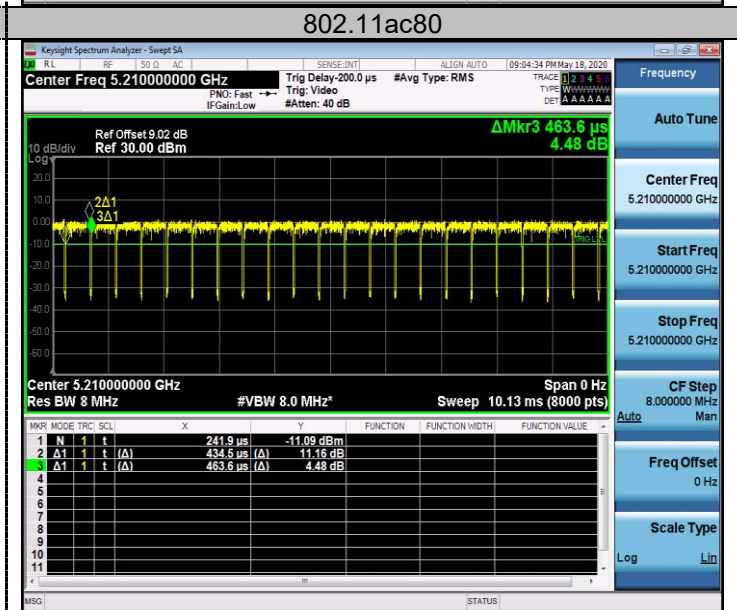 802.11ac80
Keysight Spectrum Analyzer - Swept SA
RL RF 50 Ω AC SENSE:INT ALIGN AUTO 09:04:34 PM May 18, 2020
Center Freq 5.210000000 GHz
PNO: Fast
IFGain:Low
Trig Delay-200.0 µs
Trig: Video
#Atten: 40 dB
#Avg Type: RMS
TRACE 1 2 3 4 5 6
TYPE WWWWWW
DET A A A A A A
Ref Offset 9.02 dB
10 dB/div Ref 30.00 dBm
Log
ΔMkr3 463.6 µs
4.48 dB
20.0
10.0
0.00
-10.0
-20.0
-30.0
-40.0
-50.0
-60.0
2Δ1
3Δ1
TRIG LVL
Center 5.210000000 GHz Span 0 Hz
Res BW 8 MHz #VBW 8.0 MHz* Sweep 10.13 ms (8000 pts)
MKR MODE TRC SCL X Y FUNCTION FUNCTION WIDTH FUNCTION VALUE
1 N 1 t 241.9 µs -11.09 dBm
2 Δ1 1 t (Δ) 434.5 µs (Δ) 11.16 dB
3 Δ1 1 t (Δ) 463.6 µs (Δ) 4.48 dB
4
5
6
7
8
9
10
11
MSG STATUS
Frequency
Auto Tune
Center Freq
5.210000000 GHz
Start Freq
5.210000000 GHz
Stop Freq
5.210000000 GHz
CF Step
8.000000 MHz
Auto Man
Freq Offset
0 Hz
Scale Type
Log Lin